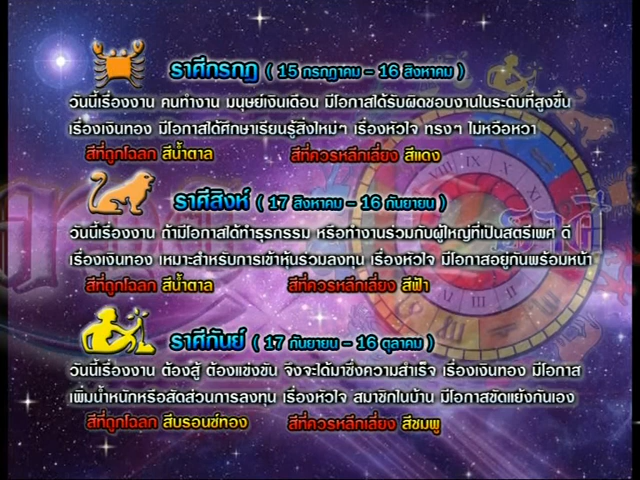 ราศีกรกฎ ( 15 กรกฎาคม - 16 สิงหาคม )
วันนี้เรื่องงาน คนทำงาน มนุษย์เงินเดือน มีโอกาสได้รับผิดชอบงานในระดับที่สูงขึ้น
เรื่องเงินทอง มีโอกาสได้ศึกษาเรียนรู้สิ่งใหม่ๆ เรื่องหัวใจ ทรงๆ ไม่หวือหวา
สีที่ถูกโฉลก สีน้ำตาล สีที่ควรหลีกเลี่ยง สีแดง
ราศีสิงห์ ( 17 สิงหาคม - 16 กันยายน )
วันนี้เรื่องงาน ถ้ามีโอกาสได้ทำธุรกรรม หรือทำงานร่วมกับผู้ใหญ่ที่เป็นสตรีเพศ ดี
เรื่องเงินทอง เหมาะสำหรับการเข้าหุ้นร่วมลงทุน เรื่องหัวใจ มีโอกาสอยู่กันพร้อมหน้า
สีที่ถูกโฉลก สีน้ำตาล สีที่ควรหลีกเลี่ยง สีฟ้า
ราศีกันย์ ( 17 กันยายน - 16 ตุลาคม )
วันนี้เรื่องงาน ต้องสู้ ต้องแข่งขัน จึงจะได้มาซึ่งความสำเร็จ เรื่องเงินทอง มีโอกาส
เพิ่มน้ำหนักหรือสัดส่วนการลงทุน เรื่องหัวใจ สมาชิกในบ้าน มีโอกาสขัดแย้งกันเอง
สีที่ถูกโฉลก สีบรอนซ์ทอง สีที่ควรหลีกเลี่ยง สีชมพู